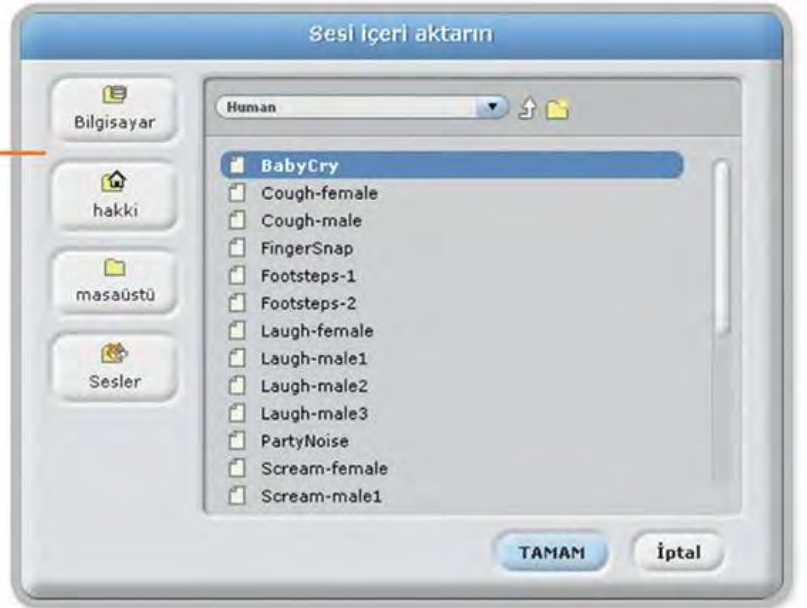 Sesi içeri aktarın
Bilgisayar
hakki
masaüstü
Sesler
Human
BabyCry
Cough-female
Cough-male
FingerSnap
Footsteps-1
Footsteps-2
Laugh-female
Laugh-male1
Laugh-male2
Laugh-male3
PartyNoise
Scream-female
Scream-male1
TAMAM
İptal